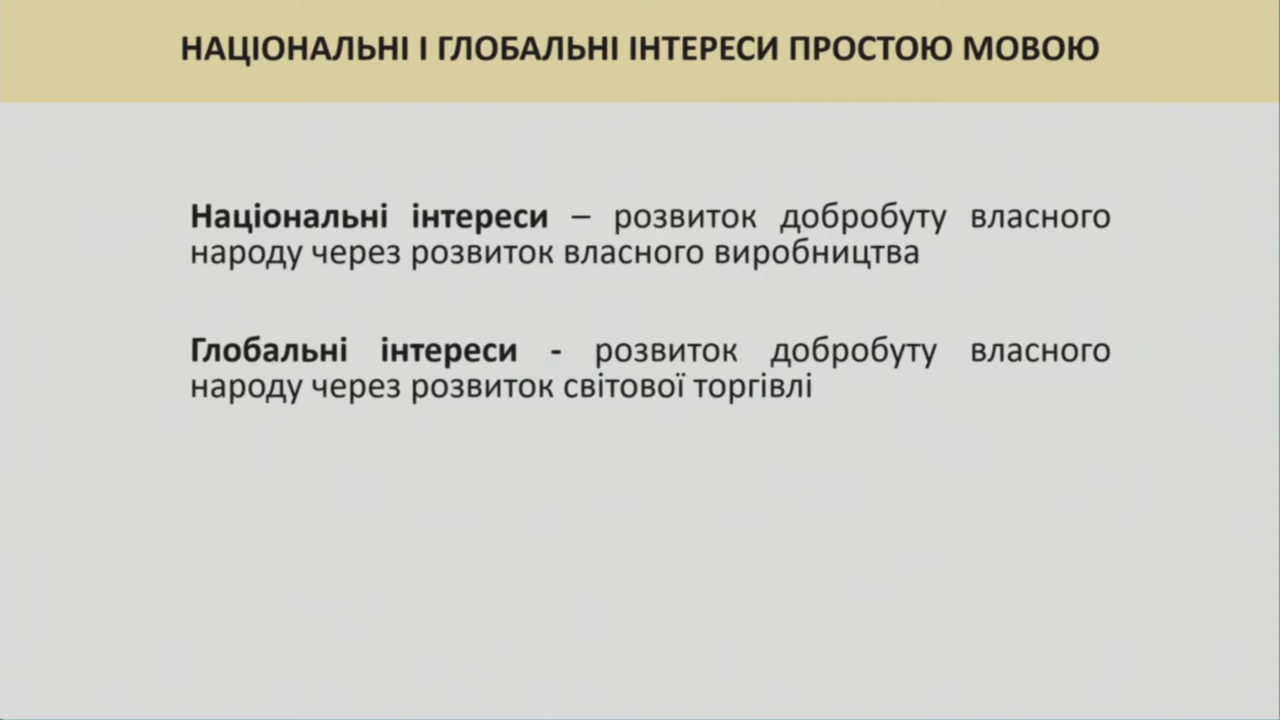 НАЦІОНАЛЬНІ І ГЛОБАЛЬНІ ІНТЕРЕСИ ПРОСТОЮ МОВОЮ
Національні інтереси – розвиток добробуту власного
народу через розвиток власного виробництва
Глобальні інтереси - розвиток добробуту власного
народу через розвиток світової торгівлі